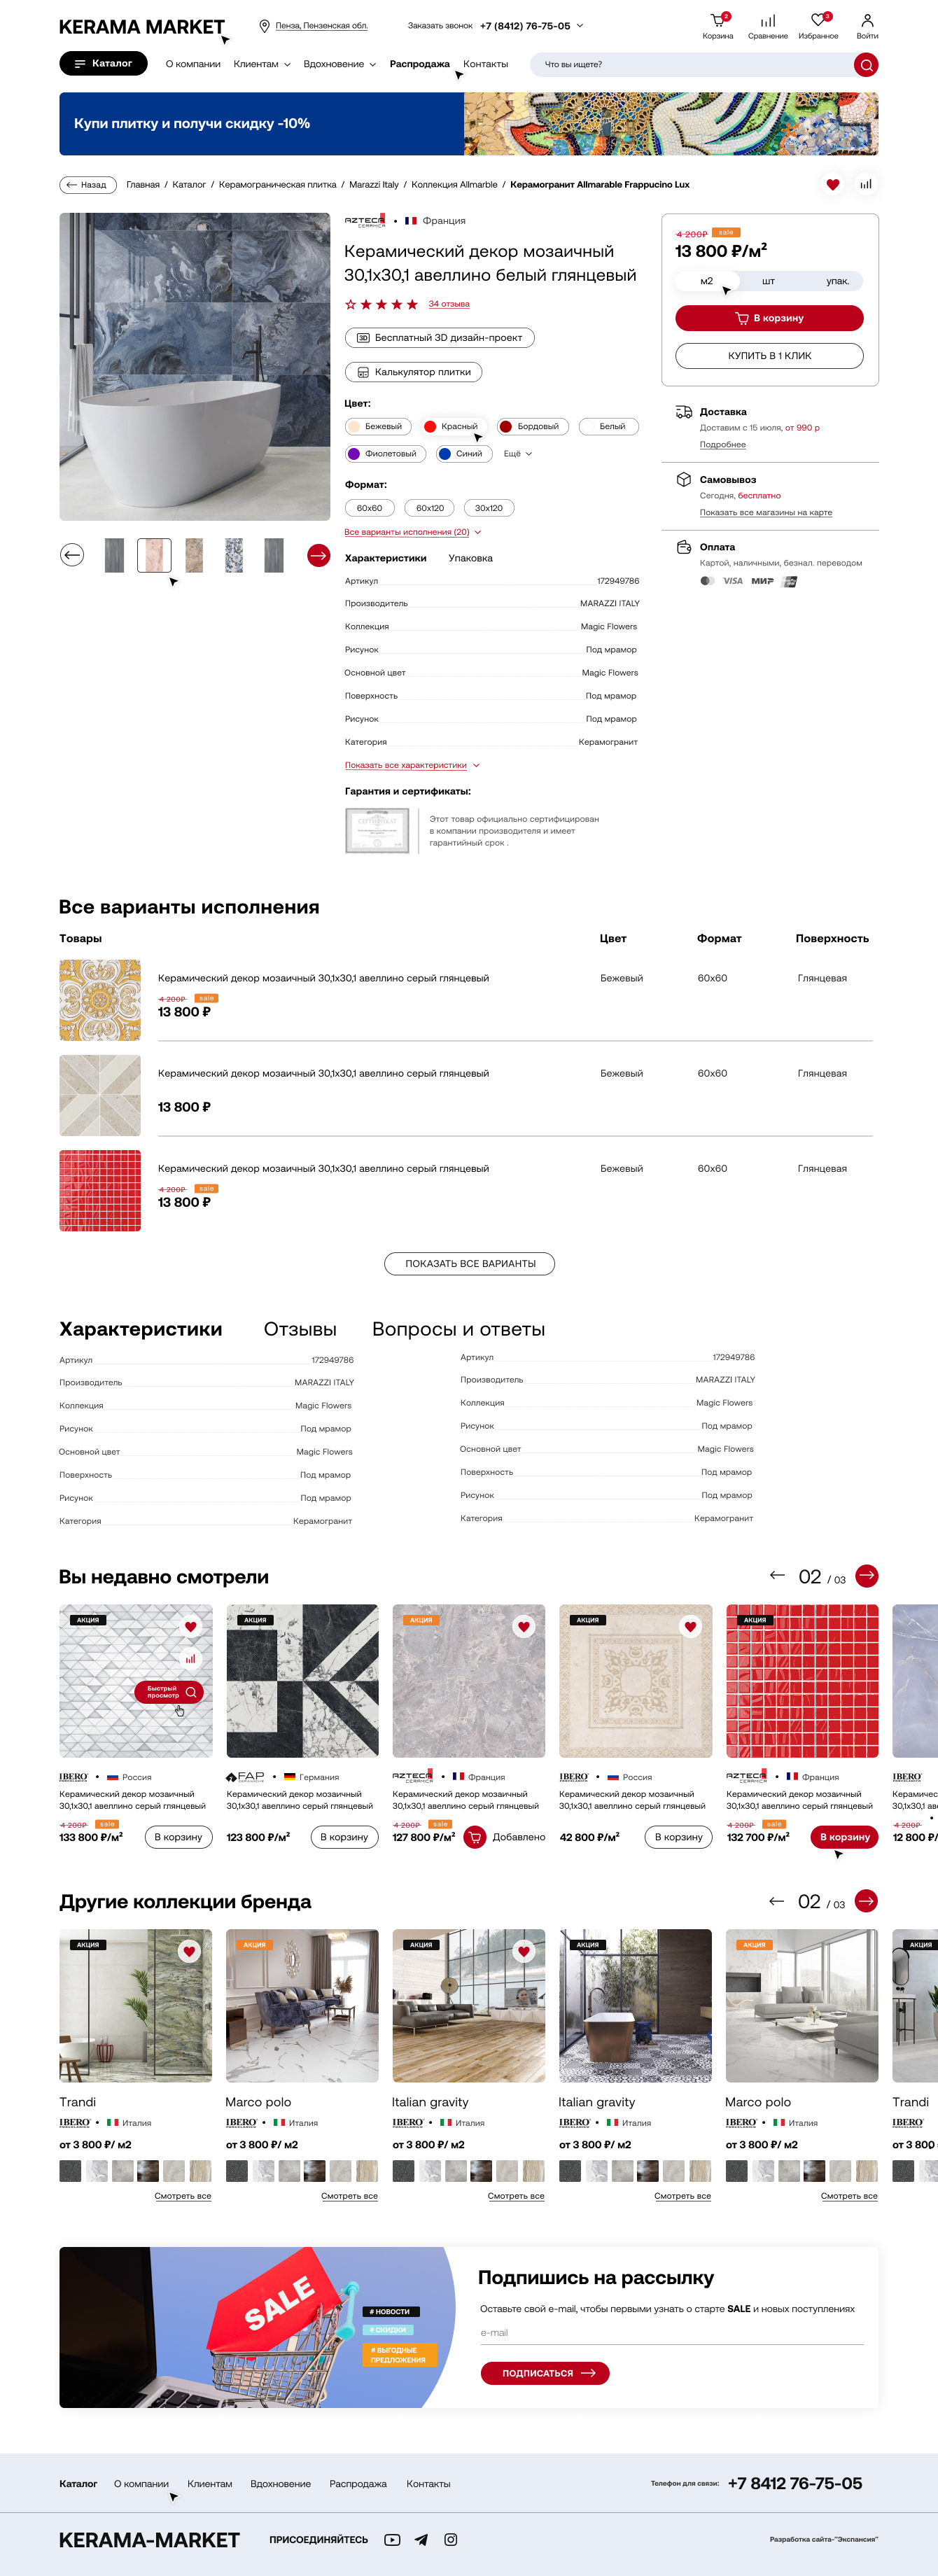 KERAMA MARKET
Пенза, Пензенская обл.
Заказать звонок +7 (8412) 76-75-05
2
3
Корзина Сравнение Избранное Войти
Каталог
О компании Клиентам Вдохновение Распродажа Контакты
Что вы ищете?
Купи плитку и получи скидку -10%
Назад
Главная / Каталог / Керамограническая плитка / Marazzi Italy / Коллекция Allmarble / Керамогранит Allmarable Frappucino Lux
AZTECA CERAMICA • Франция
Керамический декор мозаичный
30,1x30,1 авеллино белый глянцевый
34 отзыва
3D Бесплатный 3D дизайн-проект
Калькулятор плитки
Цвет:
Бежевый Красный Бордовый Белый
Фиолетовый Синий Ещё
Формат:
60x60 60x120 30x120
Все варианты исполнения (20)
Характеристики Упаковка
Артикул 172949786
Производитель MARAZZI ITALY
Коллекция Magic Flowers
Рисунок Под мрамор
Основной цвет Magic Flowers
Поверхность Под мрамор
Рисунок Под мрамор
Категория Керамогранит
Показать все характеристики
Гарантия и сертификаты:
СЕРТИФИКАТ
Этот товар официально сертифицирован
в компании производителя и имеет
гарантийный срок .
4 200₽ sale
13 800 ₽/м²
м2 шт упак.
В корзину
КУПИТЬ В 1 КЛИК
Доставка
Доставим с 15 июля, от 990 р
Подробнее
Самовывоз
Сегодня, бесплатно
Показать все магазины на карте
Оплата
Картой, наличными, безнал. переводом
VISA МИР
Все варианты исполнения
Товары Цвет Формат Поверхность
Керамический декор мозаичный 30,1x30,1 авеллино серый глянцевый Бежевый 60x60 Глянцевая
4 200₽ sale
13 800 ₽
Керамический декор мозаичный 30,1x30,1 авеллино серый глянцевый Бежевый 60x60 Глянцевая
13 800 ₽
Керамический декор мозаичный 30,1x30,1 авеллино серый глянцевый Бежевый 60x60 Глянцевая
4 200₽ sale
13 800 ₽
ПОКАЗАТЬ ВСЕ ВАРИАНТЫ
Характеристики Отзывы Вопросы и ответы
Артикул 172949786
Производитель MARAZZI ITALY
Коллекция Magic Flowers
Рисунок Под мрамор
Основной цвет Magic Flowers
Поверхность Под мрамор
Рисунок Под мрамор
Категория Керамогранит
Артикул 172949786
Производитель MARAZZI ITALY
Коллекция Magic Flowers
Рисунок Под мрамор
Основной цвет Magic Flowers
Поверхность Под мрамор
Рисунок Под мрамор
Категория Керамогранит
Вы недавно смотрели
02 / 03
АКЦИЯ АКЦИЯ АКЦИЯ АКЦИЯ АКЦИЯ
Быстрый
просмотр
IBERO • Россия
Керамический декор мозаичный
30,1x30,1 авеллино серый глянцевый
4 200₽ sale
133 800 ₽/м²
В корзину
FAP • Германия
Керамический декор мозаичный
30,1x30,1 авеллино серый глянцевый
123 800 ₽/м²
В корзину
AZTECA CERAMICA • Франция
Керамический декор мозаичный
30,1x30,1 авеллино серый глянцевый
4 200₽ sale
127 800 ₽/м²
Добавлено
IBERO • Россия
Керамический декор мозаичный
30,1x30,1 авеллино серый глянцевый
42 800 ₽/м²
В корзину
AZTECA CERAMICA • Франция
Керамический декор мозаичный
30,1x30,1 авеллино серый глянцевый
4 200₽ sale
132 700 ₽/м²
В корзину
IBERO
Керамичес
30,1x30,1 аве
4 200₽
12 800 ₽/
Другие коллекции бренда
02 / 03
АКЦИЯ АКЦИЯ АКЦИЯ АКЦИЯ АКЦИЯ АКЦИЯ
Trandi Marco polo Italian gravity Italian gravity Marco polo Trandi
IBERO • Италия IBERO • Италия IBERO • Италия IBERO • Италия IBERO • Италия IBERO
от 3 800 ₽/ м2 от 3 800 ₽/ м2 от 3 800 ₽/ м2 от 3 800 ₽/ м2 от 3 800 ₽/ м2 от 3 800
Смотреть все Смотреть все Смотреть все Смотреть все Смотреть все
SALE
# НОВОСТИ
# СКИДКИ
# ВЫГОДНЫЕ
ПРЕДЛОЖЕНИЯ
Подпишись на рассылку
Оставьте свой e-mail, чтобы первыми узнать о старте SALE и новых поступлениях
e-mail
ПОДПИСАТЬСЯ
Каталог О компании Клиентам Вдохновение Распродажа Контакты
Телефон для связи: +7 8412 76-75-05
KERAMA-MARKET
ПРИСОЕДИНЯЙТЕСЬ
Разработка сайта-"Экспансия"